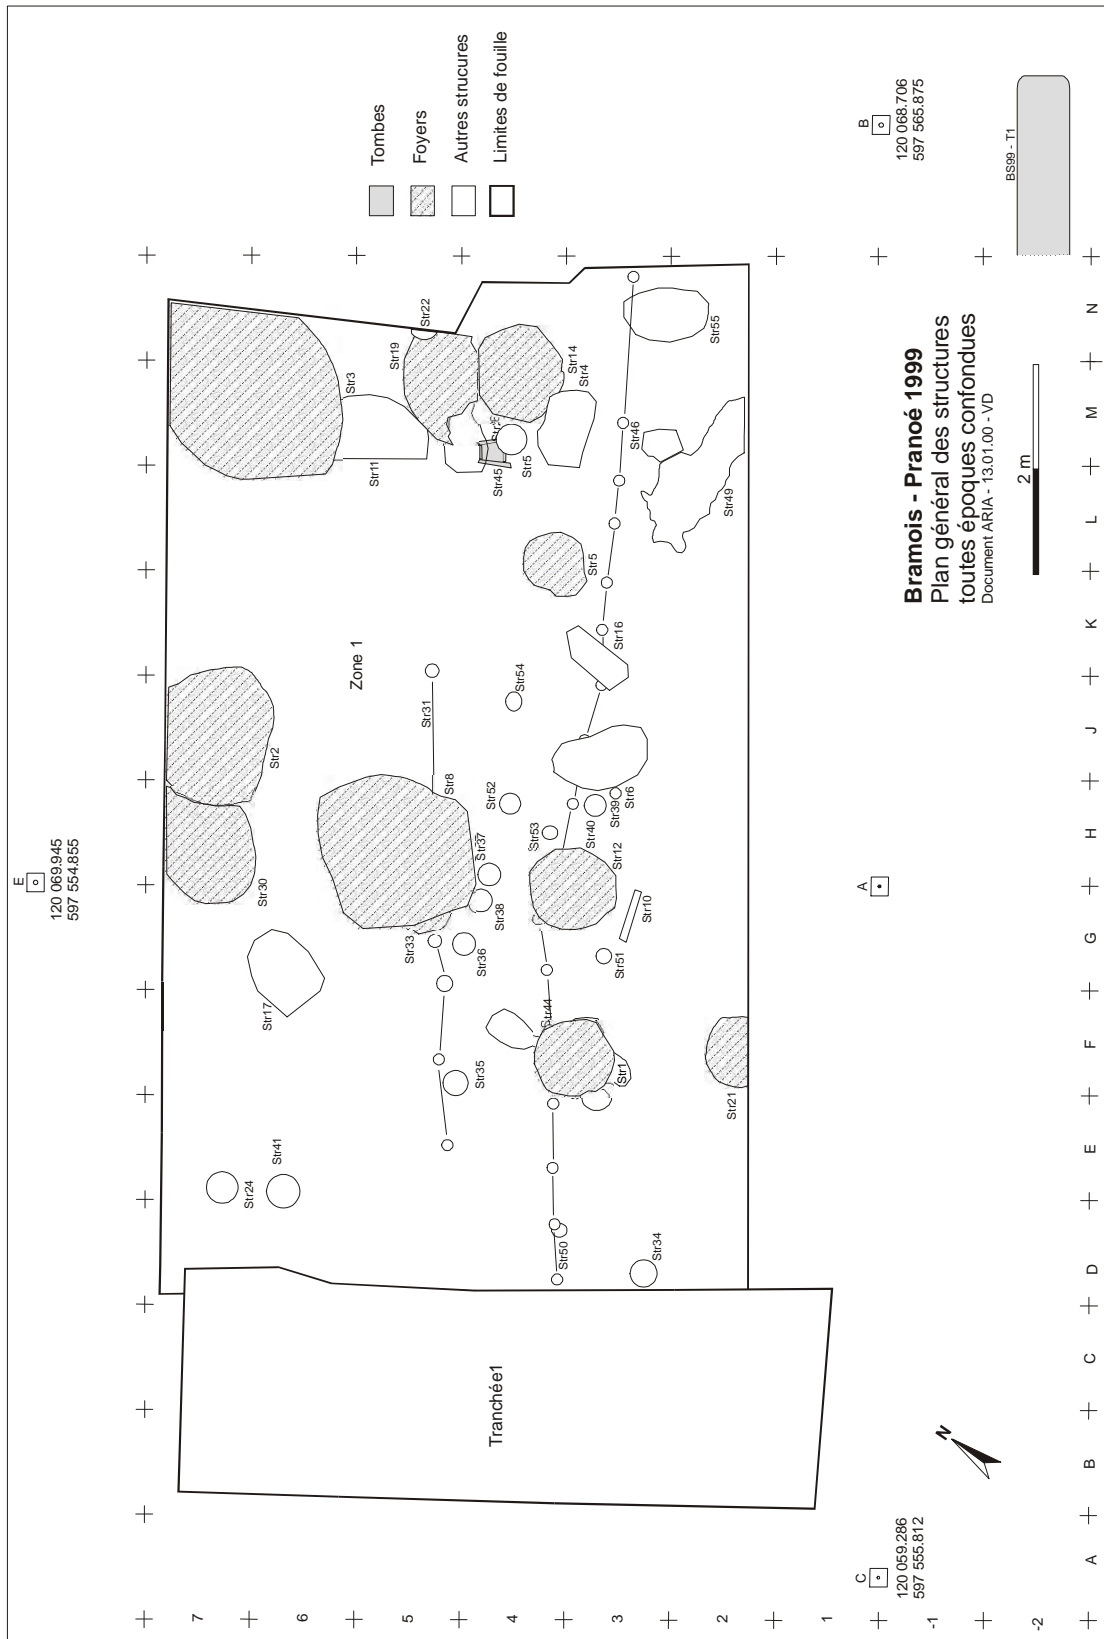 Tombes
Foyers
Autres strucures
Limites de fouille
B
120 068.706
597 565.875
BS99 - T1
E
120 069.945
597 554.855
Zone 1
Str3
Str11
Str19
Str22
Str14
Str4
Str5
Str45
Str55
Str46
Str49
Str5
Str16
Str54
Str31
Str2
Str8
Str52
Str53
Str6
Str39
Str40
Str12
Str37
Str38
Str30
Str33
Str36
Str10
Str51
Str17
Str44
Str35
Str1
Str21
Str41
Str24
Str50
Str34
Tranchée1
A
C
120 059.286
597 555.812
N
Bramois - Pranoé 1999
Plan général des structures
toutes époques confondues
Document ARIA - 13.01.00 - VD
2 m
7
6
5
4
3
2
1
-1
-2
A
B
C
D
E
F
G
H
J
K
L
M
N